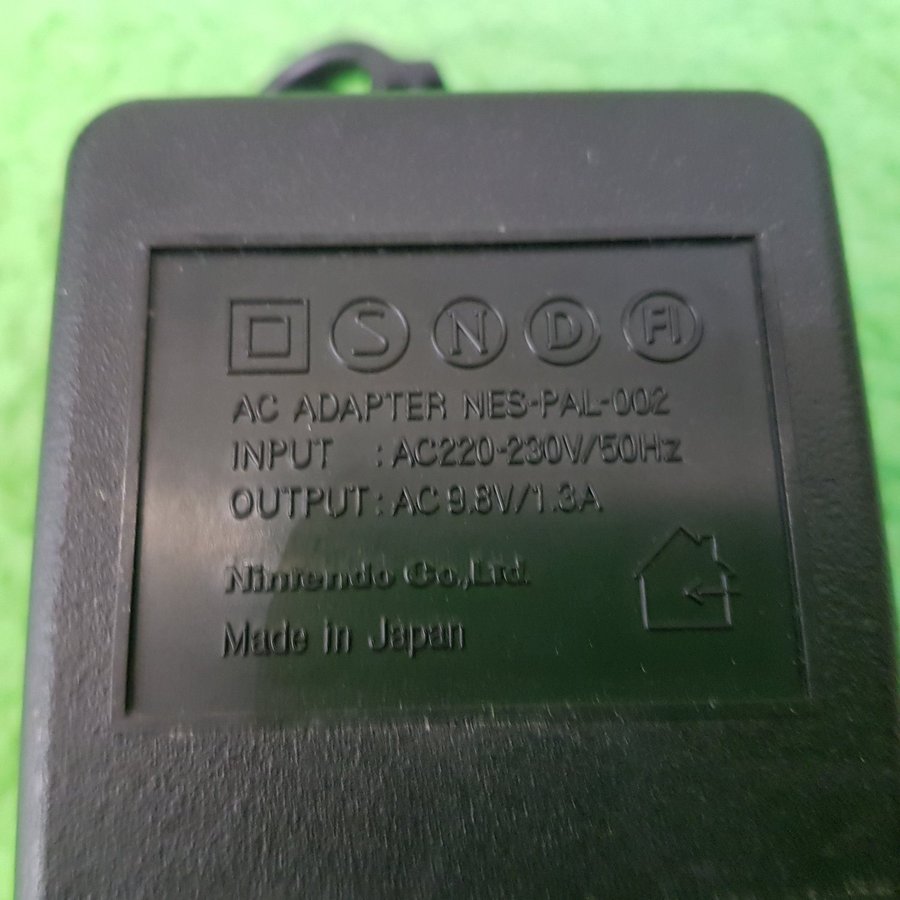 S N D FI
AC ADAPTER NES-PAL-002
INPUT : AC220-230V/50Hz
OUTPUT : AC 9.8V/1.3A
Nintendo Co.,Ltd.
Made in Japan